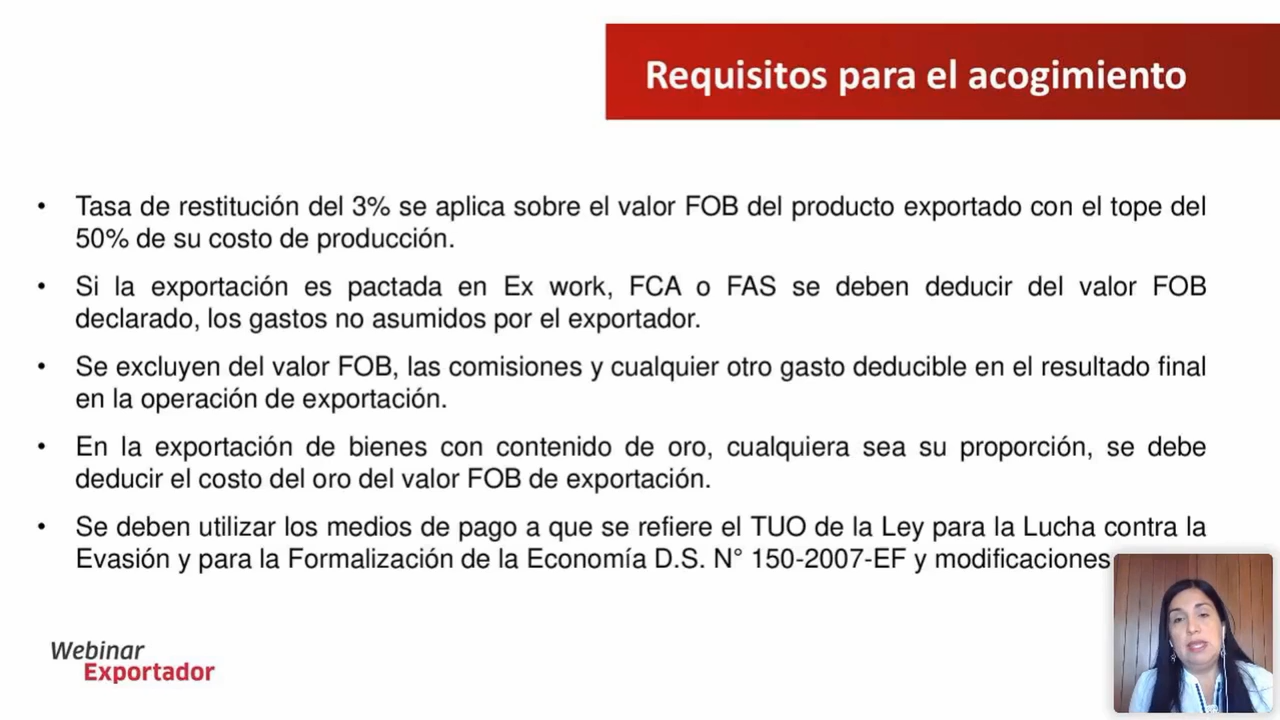 Requisitos para el acogimiento
• Tasa de restitución del 3% se aplica sobre el valor FOB del producto exportado con el tope del
50% de su costo de producción.
• Si la exportación es pactada en Ex work, FCA o FAS se deben deducir del valor FOB
declarado, los gastos no asumidos por el exportador.
• Se excluyen del valor FOB, las comisiones y cualquier otro gasto deducible en el resultado final
en la operación de exportación.
• En la exportación de bienes con contenido de oro, cualquiera sea su proporción, se debe
deducir el costo del oro del valor FOB de exportación.
• Se deben utilizar los medios de pago a que se refiere el TUO de la Ley para la Lucha contra la
Evasión y para la Formalización de la Economía D.S. N° 150-2007-EF y modificaciones
Webinar
Exportador